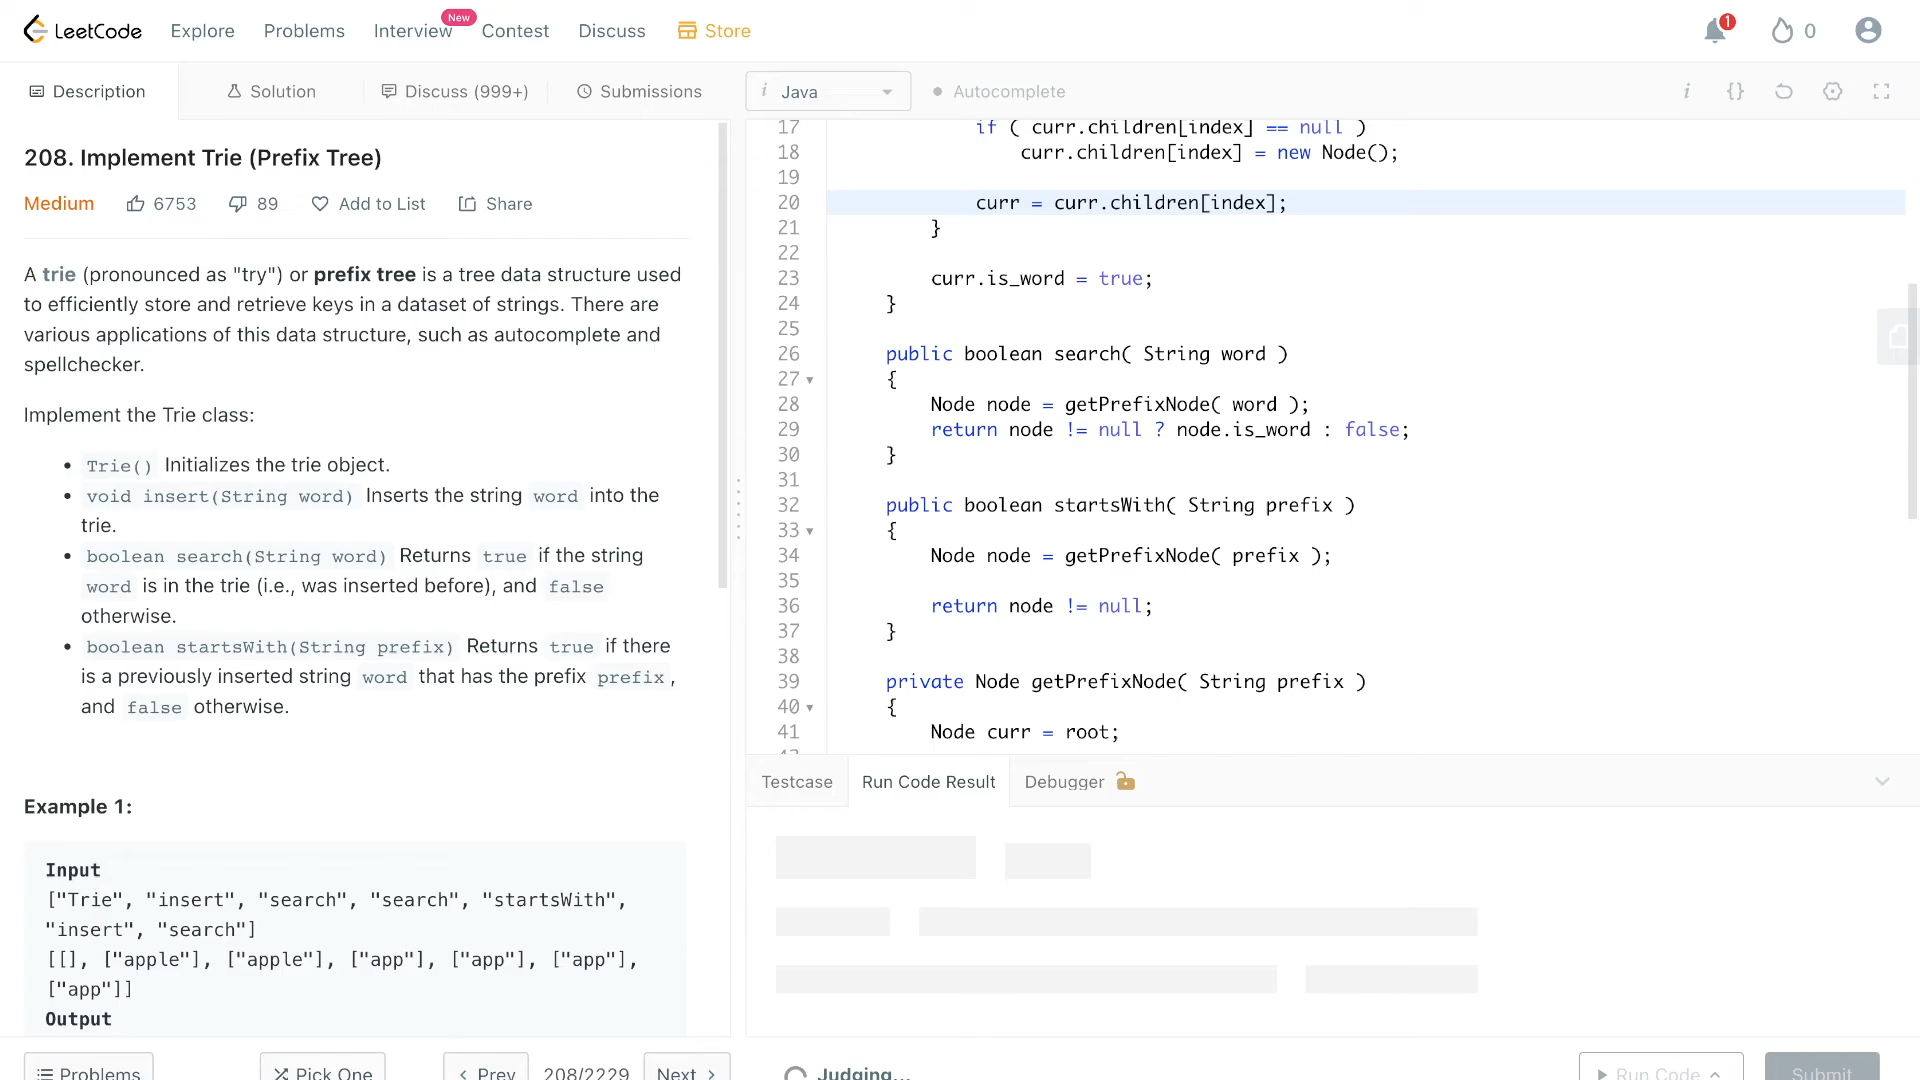 LeetCode Explore Problems Interview New Contest Discuss Store 1 0
Description Solution Discuss (999+) Submissions i Java Autocomplete i {}
208. Implement Trie (Prefix Tree)
Medium 6753 89 Add to List Share
A trie (pronounced as "try") or prefix tree is a tree data structure used
to efficiently store and retrieve keys in a dataset of strings. There are
various applications of this data structure, such as autocomplete and
spellchecker.
Implement the Trie class:
• Trie() Initializes the trie object.
• void insert(String word) Inserts the string word into the
trie.
• boolean search(String word) Returns true if the string
word is in the trie (i.e., was inserted before), and false
otherwise.
• boolean startsWith(String prefix) Returns true if there
is a previously inserted string word that has the prefix prefix,
and false otherwise.
Example 1:
Input
["Trie", "insert", "search", "search", "startsWith",
"insert", "search"]
[[], ["apple"], ["apple"], ["app"], ["app"], ["app"],
["app"]]
Output
Problems Pick One < Prev 208/2229 Next >
17 if ( curr.children[index] == null )
18 curr.children[index] = new Node();
19
20 curr = curr.children[index];
21 }
22
23 curr.is_word = true;
24 }
25
26 public boolean search( String word )
27 {
28 Node node = getPrefixNode( word );
29 return node != null ? node.is_word : false;
30 }
31
32 public boolean startsWith( String prefix )
33 {
34 Node node = getPrefixNode( prefix );
35
36 return node != null;
37 }
38
39 private Node getPrefixNode( String prefix )
40 {
41 Node curr = root;
Testcase Run Code Result Debugger
Judging... Run Code Submit